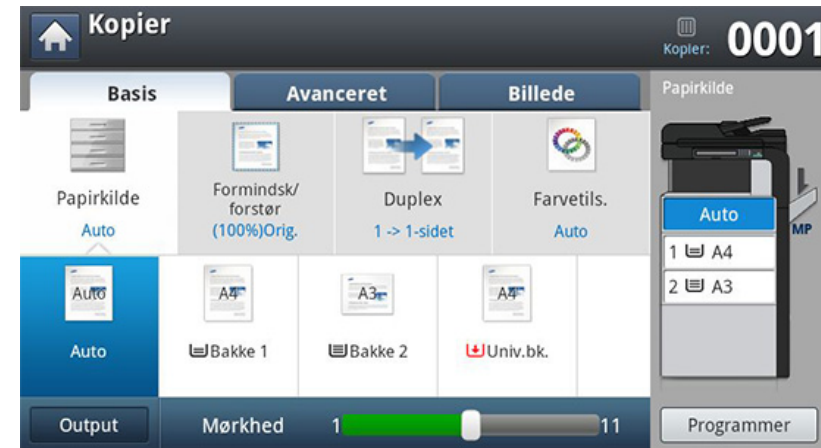 Kopier
Kopier: 0001
Basis
Avanceret
Billede
Papirkilde
Papirkilde
Auto
Formindsk/
forstør
(100%)Orig.
Duplex
1 -> 1-sidet
Farvetils.
Auto
Auto
1 A4
2 A3
MP
Auto
Auto
A4
Bakke 1
A3
Bakke 2
A4
Univ.bk.
Output
Mørkhed
1
11
Programmer